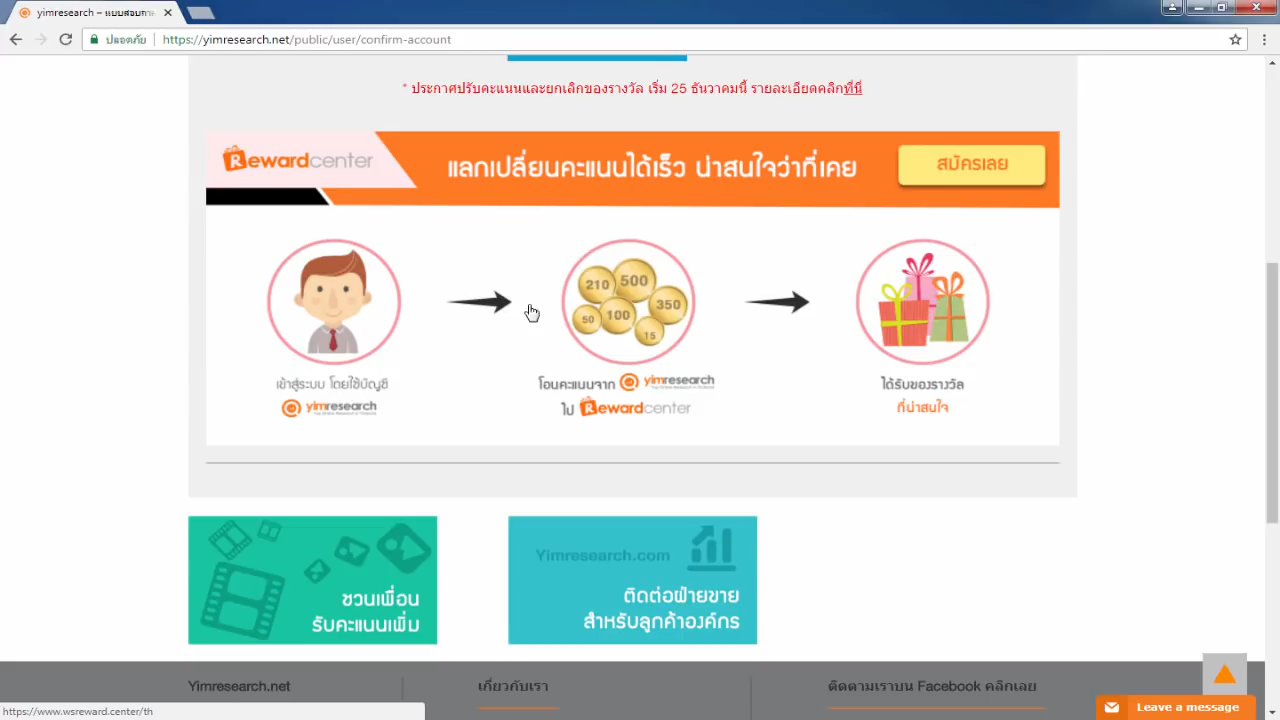 yimresearch – แบบสอบถาม
ปลอดภัย https://yimresearch.net/public/user/confirm-account
* ประกาศปรับคะแนนและยกเลิกของรางวัล เริ่ม 25 ธันวาคมนี้ รายละเอียดคลิกที่นี่
Rewardcenter
แลกเปลี่ยนคะแนนได้เร็ว น่าสนใจว่าที่เคย
สมัครเลย
210 500
350
50 100
15
เข้าสู่ระบบ โดยใช้บัญชี
yimresearch
โอนคะแนนจาก yimresearch
ไป Rewardcenter
ได้รับของรางวัล
ที่น่าสนใจ
ชวนเพื่อน
รับคะแนนเพิ่ม
Yimresearch.com
ติดต่อฝ่ายขาย
สำหรับลูกค้าองค์กร
Yimresearch.net
เกี่ยวกับเรา
ติดตามเราบน Facebook คลิกเลย
Leave a message
https://www.wsreward.center/th